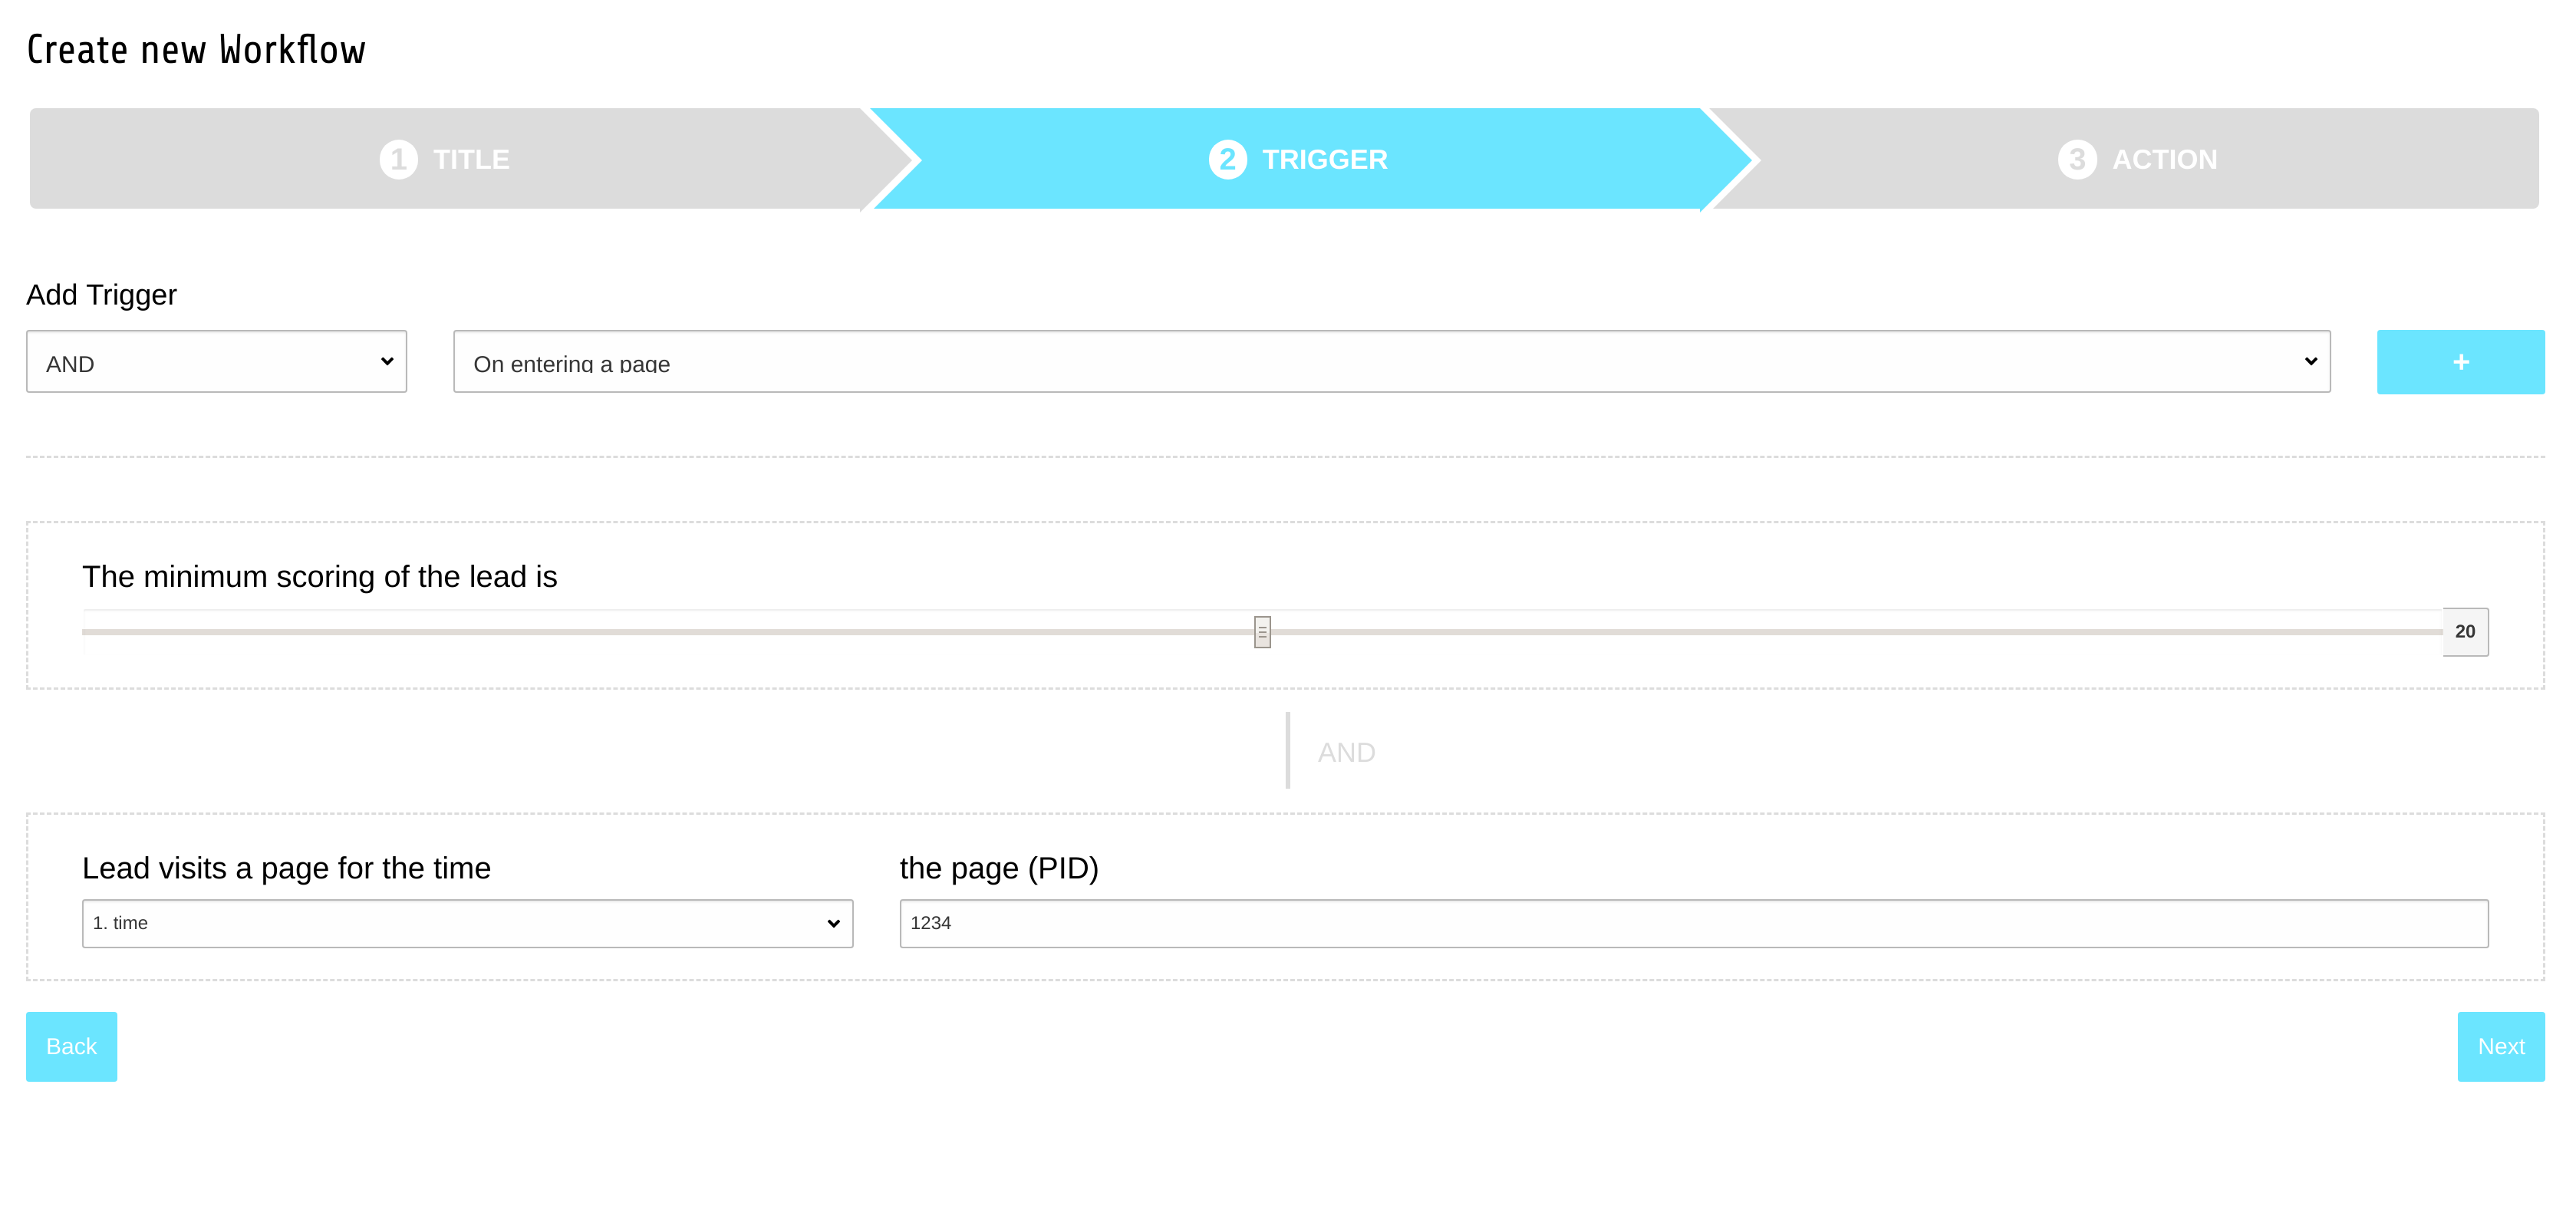 Create new Workflow
1 TITLE
2 TRIGGER
3 ACTION
Add Trigger
AND
On entering a page
+
The minimum scoring of the lead is
20
AND
Lead visits a page for the time
the page (PID)
1. time
1234
Back
Next